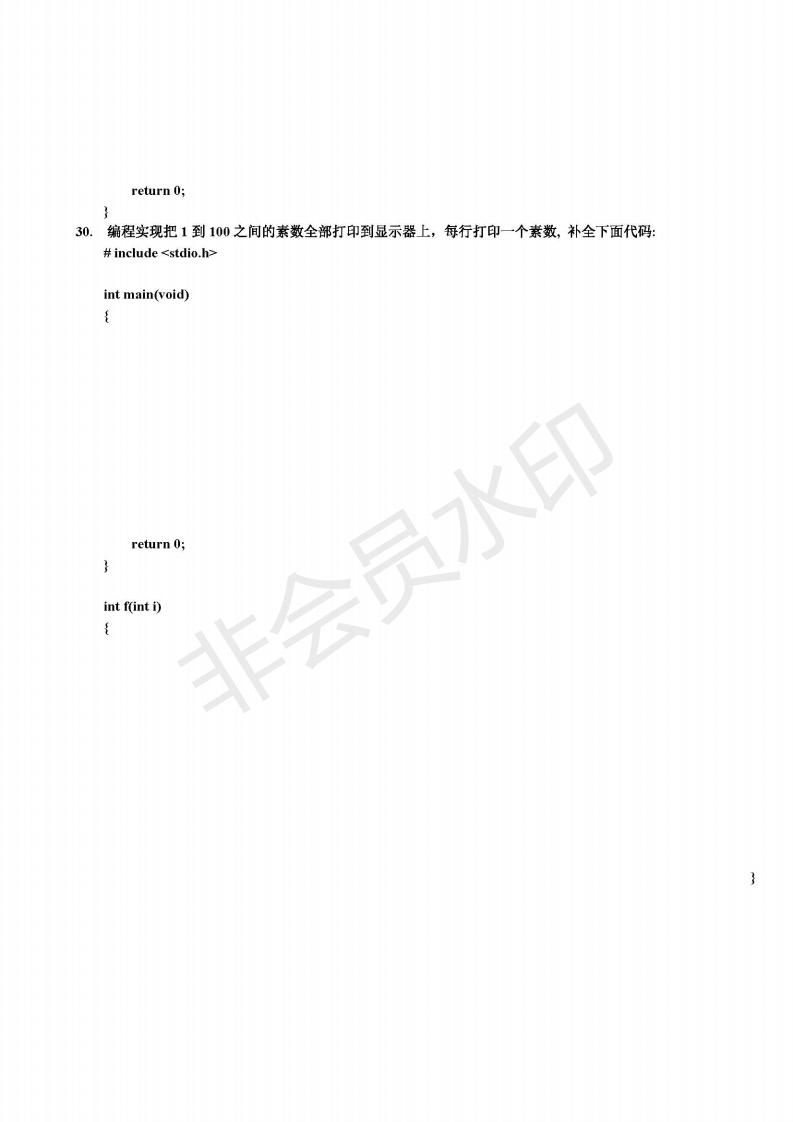 return 0;
}
30. 编程实现把 1 到 100 之间的素数全部打印到显示器上，每行打印一个素数, 补全下面代码:
# include <stdio.h>
int main(void)
{
return 0;
}
int f(int i)
{
}
非会员水印